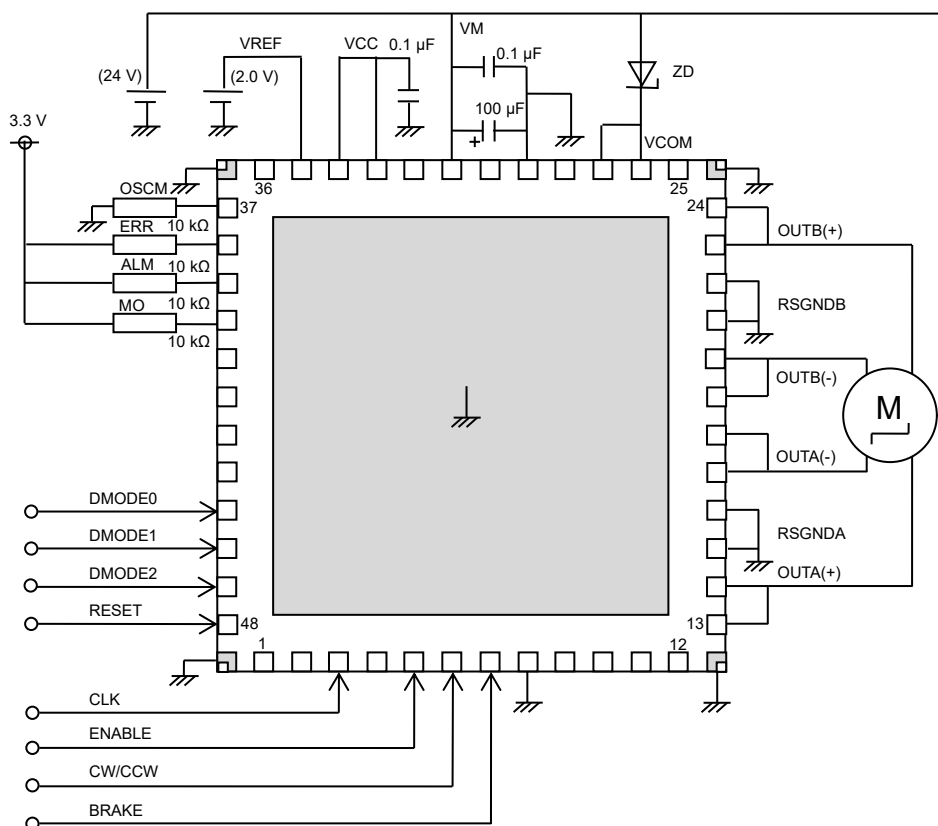 VREF
VCC
0.1 µF
VM
0.1 µF
ZD
(24 V)
(2.0 V)
100 µF
+
3.3 V
VCOM
OSCM
36
25
37
24
10 kΩ
ERR
OUTB(+)
10 kΩ
ALM
10 kΩ
MO
RSGNDB
10 kΩ
OUTB(-)
M
OUTA(-)
DMODE0
DMODE1
RSGNDA
DMODE2
OUTA(+)
RESET
48
13
1
12
CLK
ENABLE
CW/CCW
BRAKE